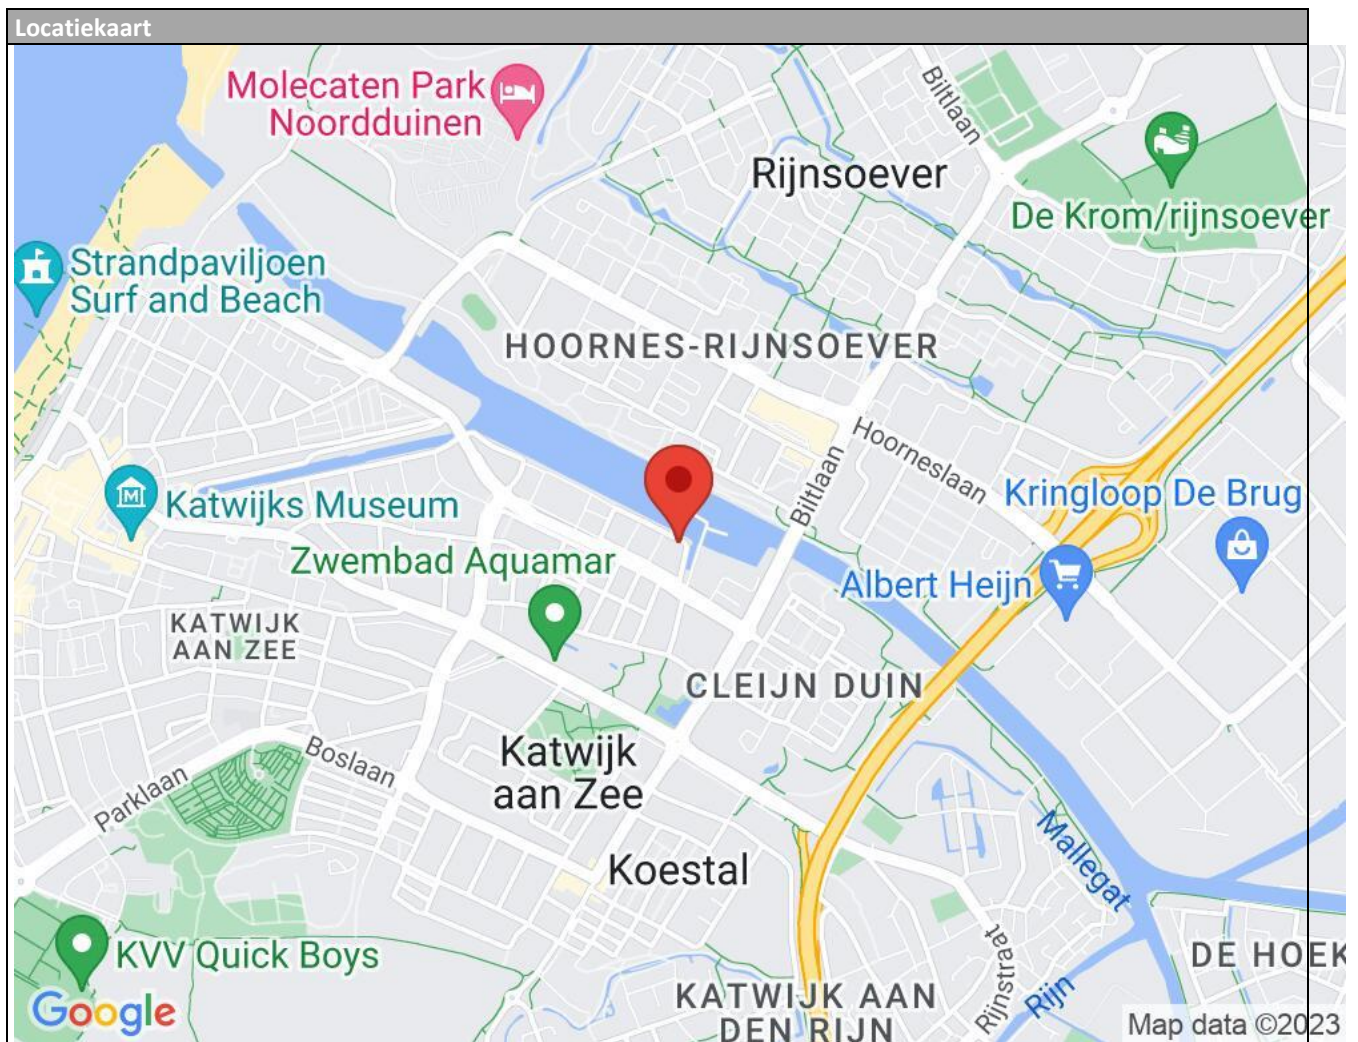 Locatiekaart
Molecaten Park
Noordduinen
Biltlaan
Rijnsoever
De Krom/rijnsoever
Strandpaviljoen
Surf and Beach
HOORNES-RIJNSOEVER
Hoorneslaan
Biltlaan
Kringloop De Brug
Katwijks Museum
Zwembad Aquamar
Albert Heijn
KATWIJK
AAN ZEE
CLEIJN DUIN
Katwijk
aan Zee
Boslaan
Parklaan
Mallegat
Koestal
KVV Quick Boys
Rijnstraat
DE HOEK
Rijn
KATWIJK AAN
DEN RIJN
Google
Map data ©2023
M